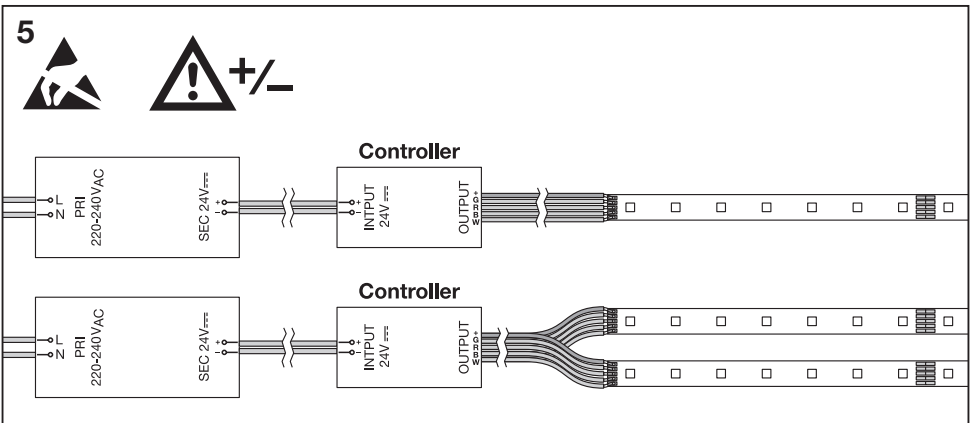 5
+/–
Controller
L
N
PRI
220-240VAC
SEC 24V
+
–
+
–
INTPUT
24V
OUTPUT
+
G
R
B
W
Controller
L
N
PRI
220-240VAC
SEC 24V
+
–
+
–
INTPUT
24V
OUTPUT
+
G
R
B
W